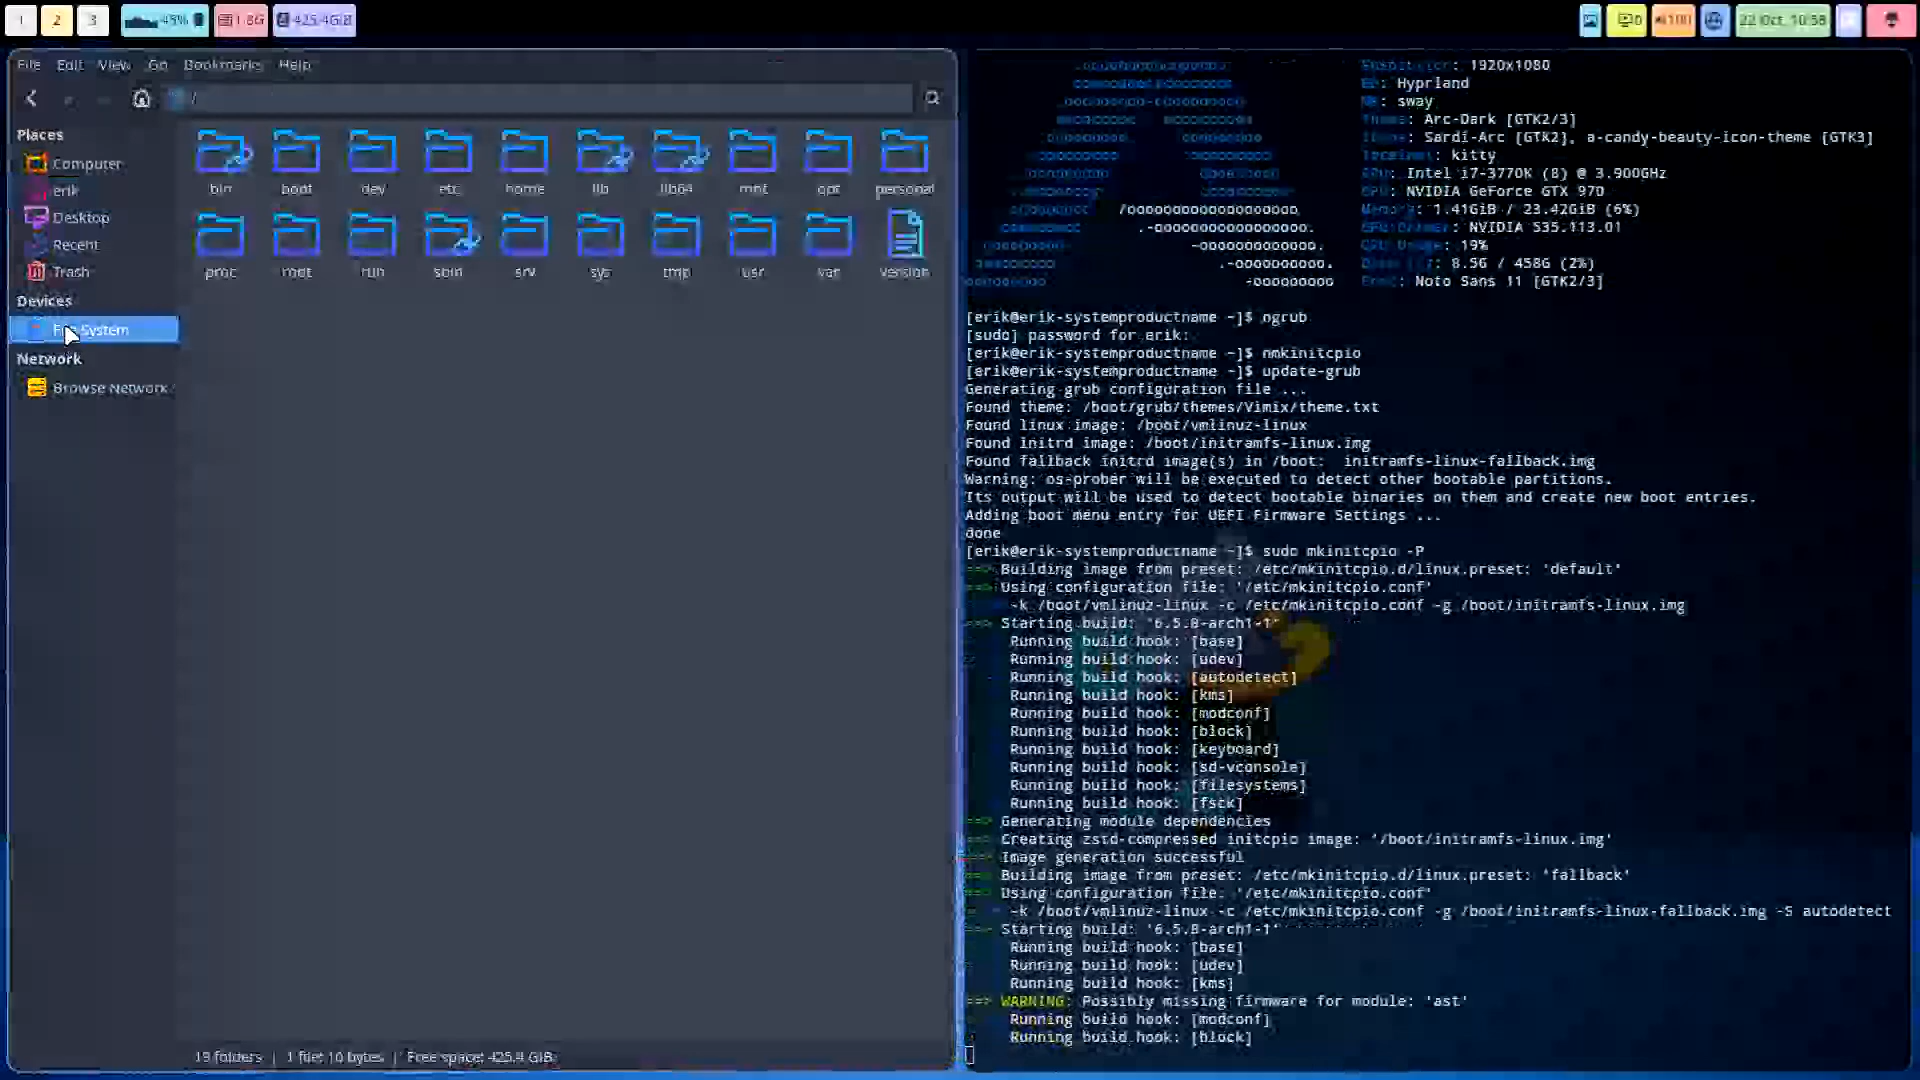 1 2 3 45% 1.8G 425.4GiB 100 22 Oct, 10:58
File Edit View Go Bookmarks Help
/
Places
Computer
erik
Desktop
Recent
Trash
Devices
File System
Network
Browse Network
bin boot dev etc home lib lib64 mnt opt personal
proc root run sbin srv sys tmp usr var version
19 folders | 1 file: 10 bytes | Free space: 425.4 GiB
Resolution: 1920x1080
DE: Hyprland
WM: sway
Theme: Arc-Dark [GTK2/3]
Icons: Sardi-Arc [GTK2], a-candy-beauty-icon-theme [GTK3]
Terminal: kitty
CPU: Intel i7-3770K (8) @ 3.900GHz
GPU: NVIDIA GeForce GTX 970
Memory: 1.41GiB / 23.42GiB (6%)
GPU Driver: NVIDIA 535.113.01
CPU Usage: 19%
Disk (/): 8.5G / 458G (2%)
Font: Noto Sans 11 [GTK2/3]
[erik@erik-systemproductname ~]$ ngrub
[sudo] password for erik:
[erik@erik-systemproductname ~]$ nmkinitcpio
[erik@erik-systemproductname ~]$ update-grub
Generating grub configuration file ...
Found theme: /boot/grub/themes/Vimix/theme.txt
Found linux image: /boot/vmlinuz-linux
Found initrd image: /boot/initramfs-linux.img
Found fallback initrd image(s) in /boot:  initramfs-linux-fallback.img
Warning: os-prober will be executed to detect other bootable partitions.
Its output will be used to detect bootable binaries on them and create new boot entries.
Adding boot menu entry for UEFI Firmware Settings ...
done
[erik@erik-systemproductname ~]$ sudo mkinitcpio -P
==> Building image from preset: /etc/mkinitcpio.d/linux.preset: 'default'
==> Using configuration file: '/etc/mkinitcpio.conf'
-k /boot/vmlinuz-linux -c /etc/mkinitcpio.conf -g /boot/initramfs-linux.img
==> Starting build: '6.5.8-arch1-1'
Running build hook: [base]
Running build hook: [udev]
Running build hook: [autodetect]
Running build hook: [kms]
Running build hook: [modconf]
Running build hook: [block]
Running build hook: [keyboard]
Running build hook: [sd-vconsole]
Running build hook: [filesystems]
Running build hook: [fsck]
==> Generating module dependencies
==> Creating zstd-compressed initcpio image: '/boot/initramfs-linux.img'
==> Image generation successful
==> Building image from preset: /etc/mkinitcpio.d/linux.preset: 'fallback'
==> Using configuration file: '/etc/mkinitcpio.conf'
-k /boot/vmlinuz-linux -c /etc/mkinitcpio.conf -g /boot/initramfs-linux-fallback.img -S autodetect
==> Starting build: '6.5.8-arch1-1'
Running build hook: [base]
Running build hook: [udev]
Running build hook: [kms]
==> WARNING: Possibly missing firmware for module: 'ast'
Running build hook: [modconf]
Running build hook: [block]